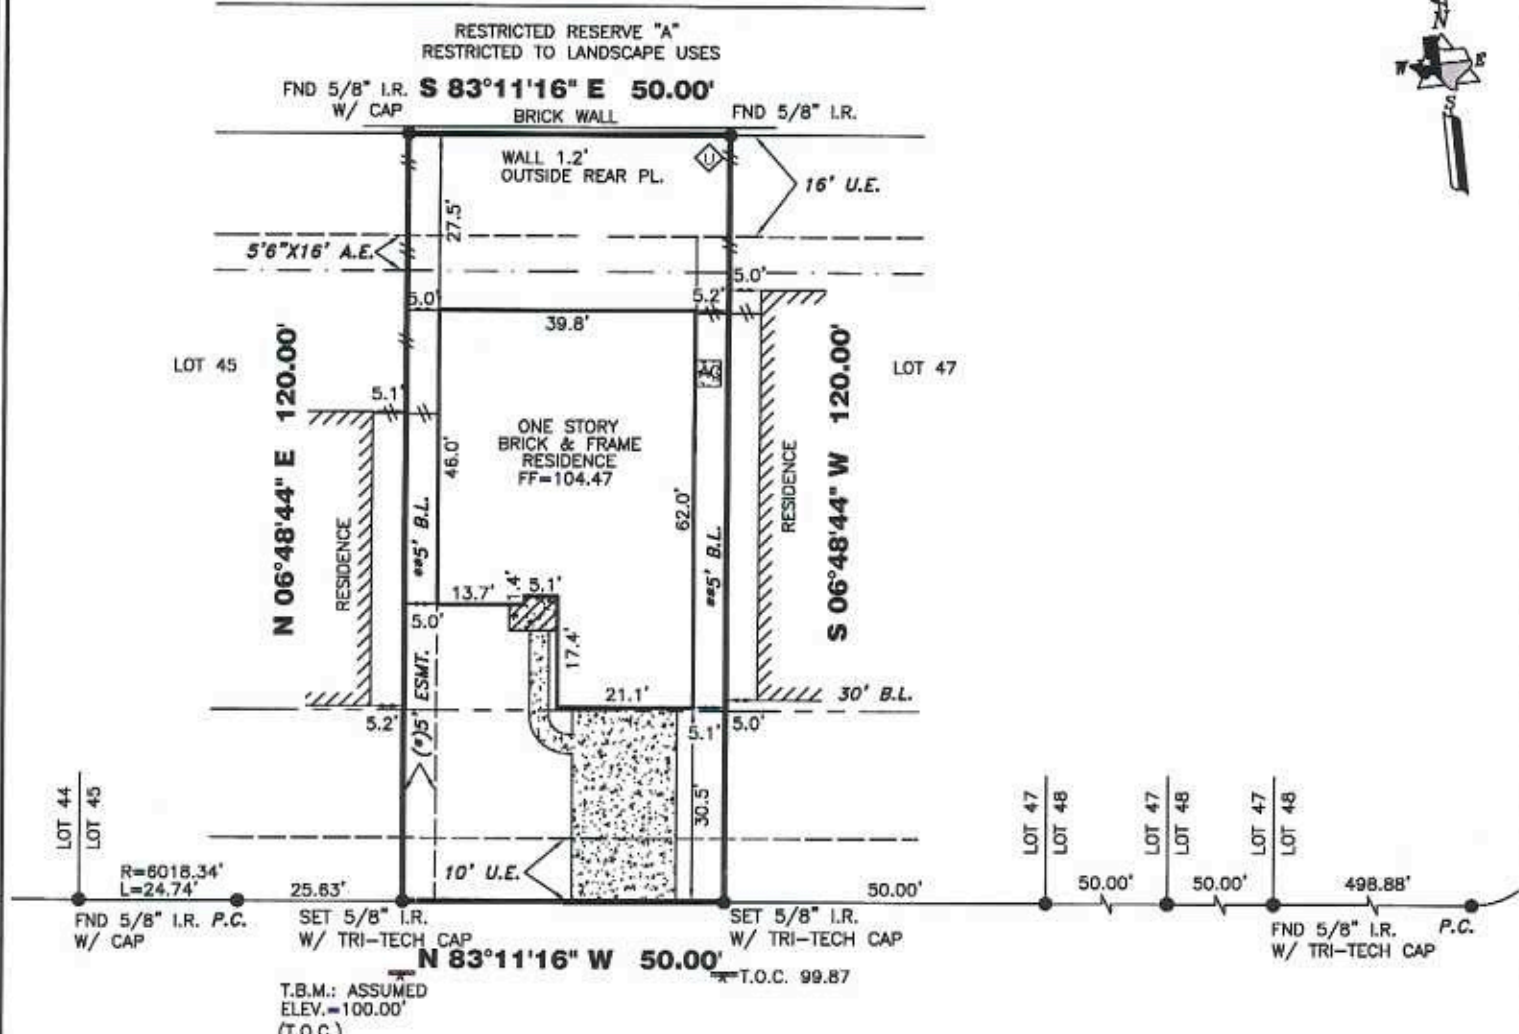 RESTRICTED RESERVE "A"
RESTRICTED TO LANDSCAPE USES
FND 5/8" I.R.
W/ CAP
S 83°11'16" E 50.00'
BRICK WALL
FND 5/8" I.R.
N
W
E
S
WALL 1.2'
OUTSIDE REAR PL.
U
16' U.E.
27.5'
5'6"X16' A.E.
5.0'
5.0'
5.2'
39.8'
LOT 45
N 06°48'44" E 120.00'
S 06°48'44" W 120.00'
LOT 47
AC
5.1'
ONE STORY
BRICK & FRAME
RESIDENCE
FF=104.47
46.0'
62.0'
RESIDENCE
RESIDENCE
**5' B.L.
**5' B.L.
13.7'
1.4'
5.1'
5.0'
17.4'
21.1'
30' B.L.
(*)5' ESMT.
5.2'
5.1'
5.0'
30.5'
10' U.E.
LOT 44
LOT 45
R=6018.34'
L=24.74'
25.63'
50.00'
LOT 47
LOT 48
50.00'
LOT 47
LOT 48
50.00'
LOT 47
LOT 48
498.88'
FND 5/8" I.R.
W/ CAP
P.C.
SET 5/8" I.R.
W/ TRI-TECH CAP
SET 5/8" I.R.
W/ TRI-TECH CAP
FND 5/8" I.R.
W/ TRI-TECH CAP
P.C.
N 83°11'16" W 50.00'
T.O.C. 99.87
T.B.M.: ASSUMED
ELEV.=100.00'
(T.O.C.)